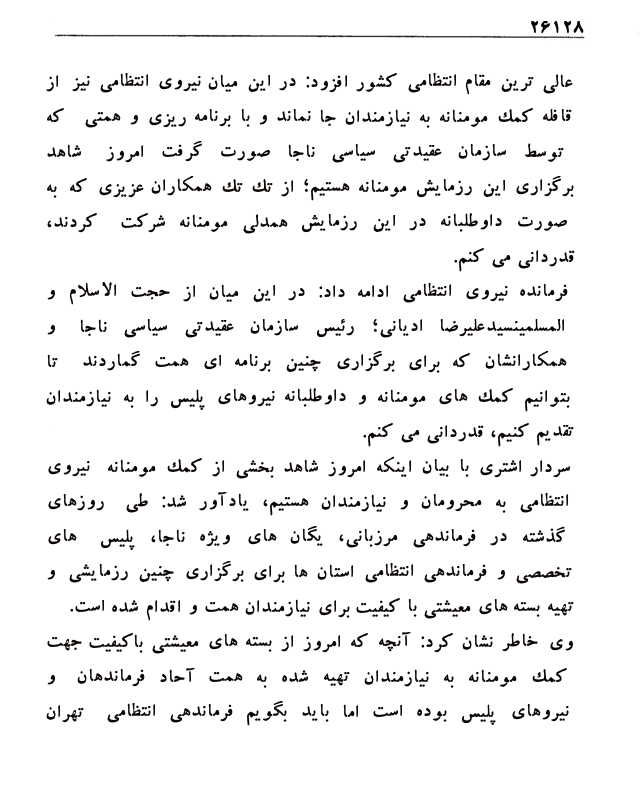 ۲۶۱۲۸
عالی ترین مقام انتظامی کشور افزود: در این میان نیروی انتظامی نیز از
قافله کمك مومنانه به نیازمندان جا نماند و با برنامه ریزی و همتی که
توسط سازمان عقیدتی سیاسی ناجا صورت گرفت امروز شاهد
برگزاری این رزمایش مومنانه هستیم؛ از تك تك همکاران عزیزی که به
صورت داوطلبانه در این رزمایش همدلی مومنانه شرکت کردند،
قدردانی می کنم.
فرمانده نیروی انتظامی ادامه داد: در این میان از حجت الاسلام و
المسلمینسیدعلیرضا ادیانی؛ رئیس سازمان عقیدتی سیاسی ناجا و
همکارانشان که برای برگزاری چنین برنامه ای همت گماردند تا
بتوانیم کمك های مومنانه و داوطلبانه نیروهای پلیس را به نیازمندان
تقدیم کنیم، قدردانی می کنم.
سردار اشتری با بیان اینکه امروز شاهد بخشی از کمك مومنانه نیروی
انتظامی به محرومان و نیازمندان هستیم، یادآور شد: طی روزهای
گذشته در فرماندهی مرزبانی، یگان های ویژه ناجا، پلیس های
تخصصی و فرماندهی انتظامی استان ها برای برگزاری چنین رزمایشی و
تهیه بسته های معیشتی با کیفیت برای نیازمندان همت و اقدام شده است.
وی خاطر نشان کرد: آنچه که امروز از بسته های معیشتی باکیفیت جهت
کمك مومنانه به نیازمندان تهیه شده به همت آحاد فرماندهان و
نیروهای پلیس بوده است اما باید بگویم فرماندهی انتظامی تهران